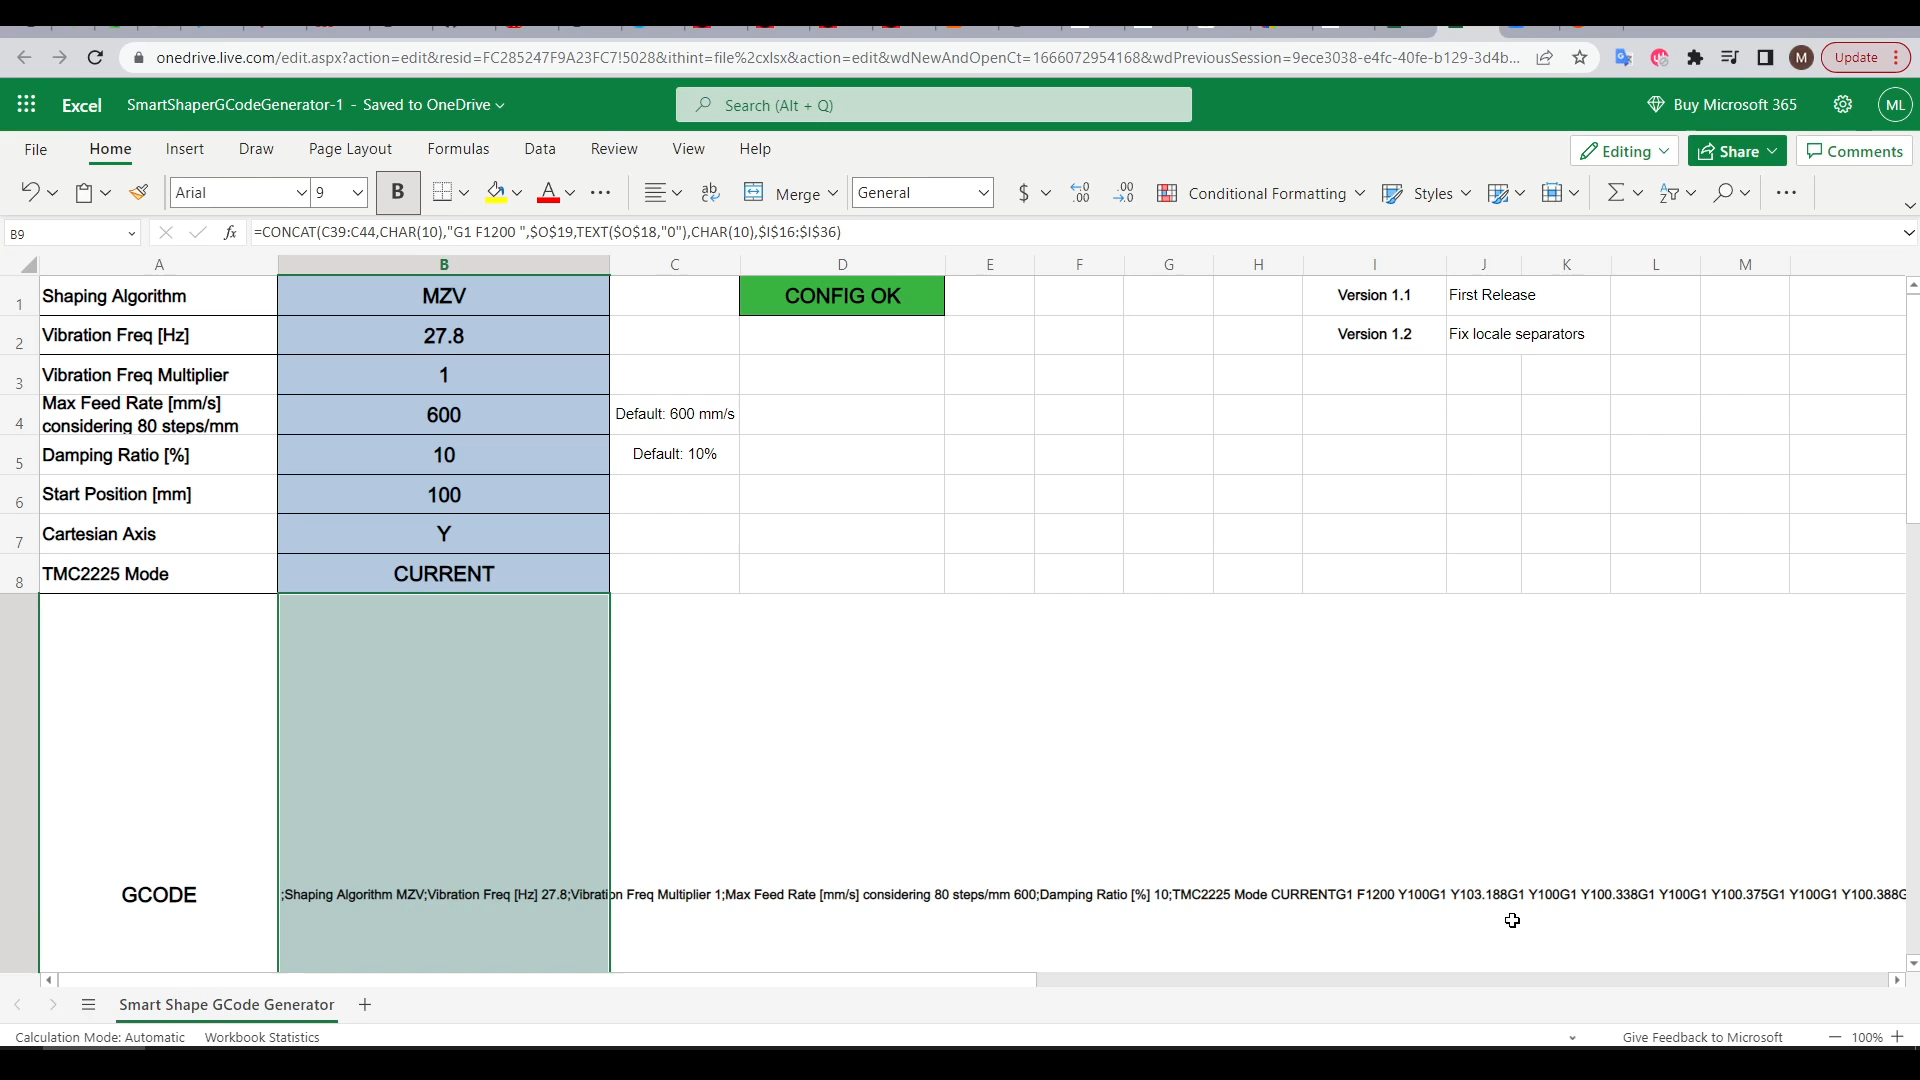 onedrive.live.com/edit.aspx?action=edit&resid=FC285247F9A23FC7!5028&ithint=file%2cxlsx&action=edit&wdNewAndOpenCt=1666072954168&wdPreviousSession=9ece3038-e4fc-40fe-b129-3d4b...
M
Update
Excel
SmartShaperGCodeGenerator-1 - Saved to OneDrive
Search (Alt + Q)
Buy Microsoft 365
ML
File
Home
Insert
Draw
Page Layout
Formulas
Data
Review
View
Help
Editing
Share
Comments
Arial
9
B
A
ab
Merge
General
$
.00
.00
Conditional Formatting
Styles
B9
fx
=CONCAT(C39:C44,CHAR(10),"G1 F1200 ",$O$19,TEXT($O$18,"0"),CHAR(10),$I$16:$I$36)
A B C D E F G H I J K L M
1 Shaping Algorithm MZV CONFIG OK Version 1.1 First Release
2 Vibration Freq [Hz] 27.8 Version 1.2 Fix locale separators
3 Vibration Freq Multiplier 1
Max Feed Rate [mm/s]
4 considering 80 steps/mm 600 Default: 600 mm/s
5 Damping Ratio [%] 10 Default: 10%
6 Start Position [mm] 100
7 Cartesian Axis Y
8 TMC2225 Mode CURRENT
GCODE ;Shaping Algorithm MZV;Vibration Freq [Hz] 27.8;Vibration Freq Multiplier 1;Max Feed Rate [mm/s] considering 80 steps/mm 600;Damping Ratio [%] 10;TMC2225 Mode CURRENTG1 F1200 Y100G1 Y103.188G1 Y100G1 Y100.338G1 Y100G1 Y100.375G1 Y100G1 Y100.388G
Smart Shape GCode Generator
Calculation Mode: Automatic
Workbook Statistics
Give Feedback to Microsoft
100%